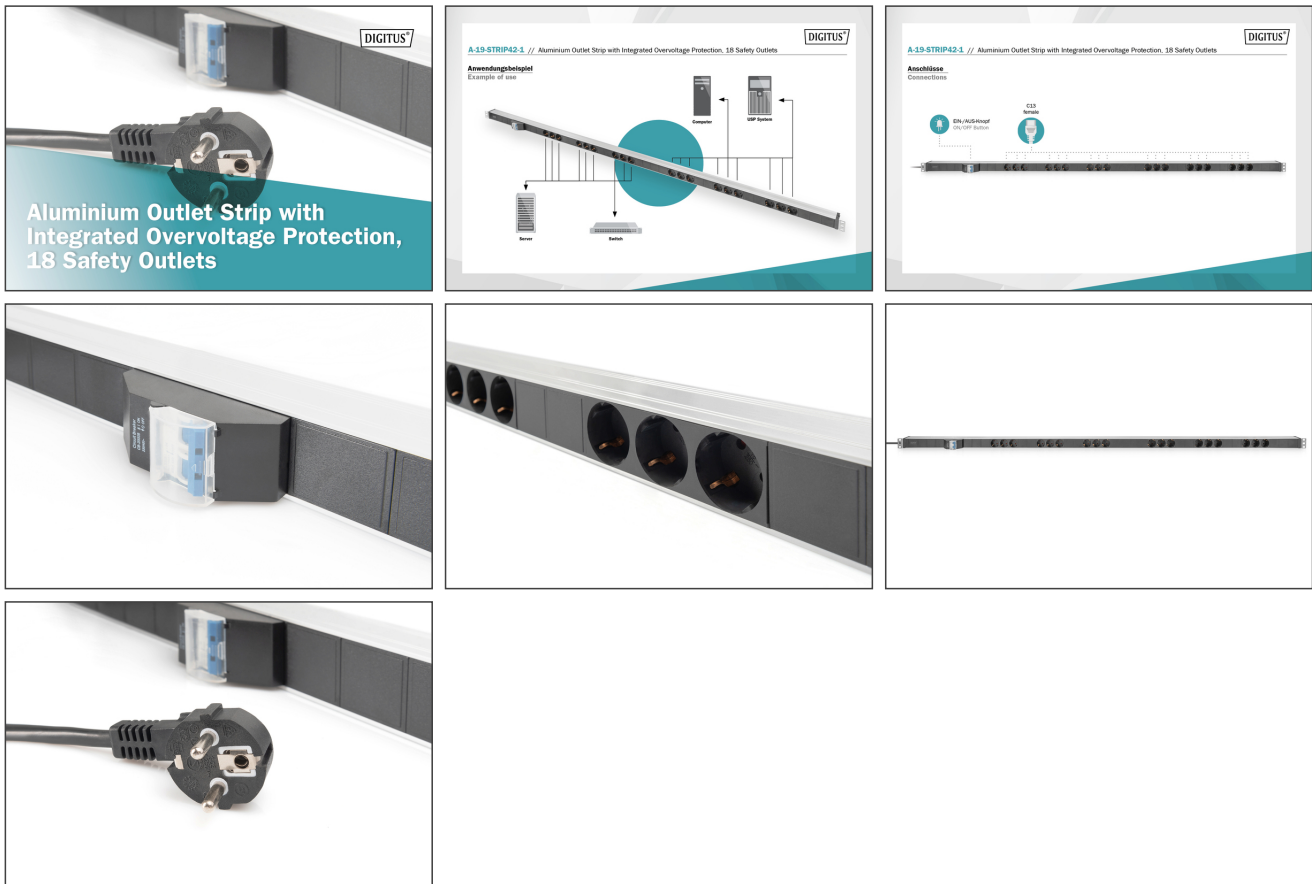 DIGITUS®
Aluminium Outlet Strip with
Integrated Overvoltage Protection,
18 Safety Outlets
DIGITUS®
A-19-STRIP42-1 // Aluminium Outlet Strip with Integrated Overvoltage Protection, 18 Safety Outlets
Anwendungsbeispiel
Example of use
Computer
USP System
Server
Switch
DIGITUS®
A-19-STRIP42-1 // Aluminium Outlet Strip with Integrated Overvoltage Protection, 18 Safety Outlets
Anschlüsse
Connections
C13
female
EIN-/AUS-Knopf
ON/OFF Button